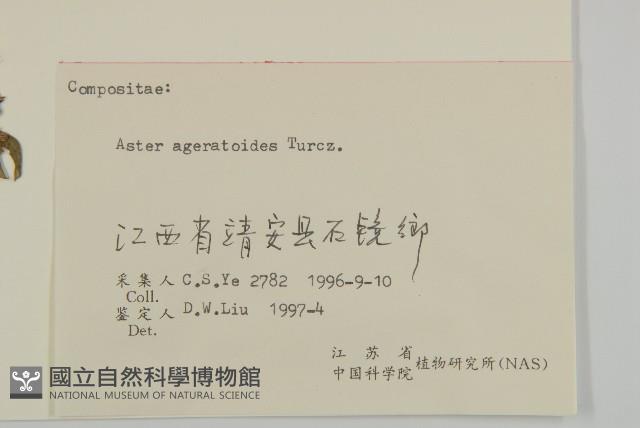 Compositae:
Aster ageratoides Turcz.
江西省靖安县石镜鄉
采集人 C.S.Ye 2782 1996-9-10
Coll.
鉴定人 D.W.Liu 1997-4
Det.
江苏省
中国科学院 植物研究所(NAS)
國立自然科學博物館
NATIONAL MUSEUM OF NATURAL SCIENCE